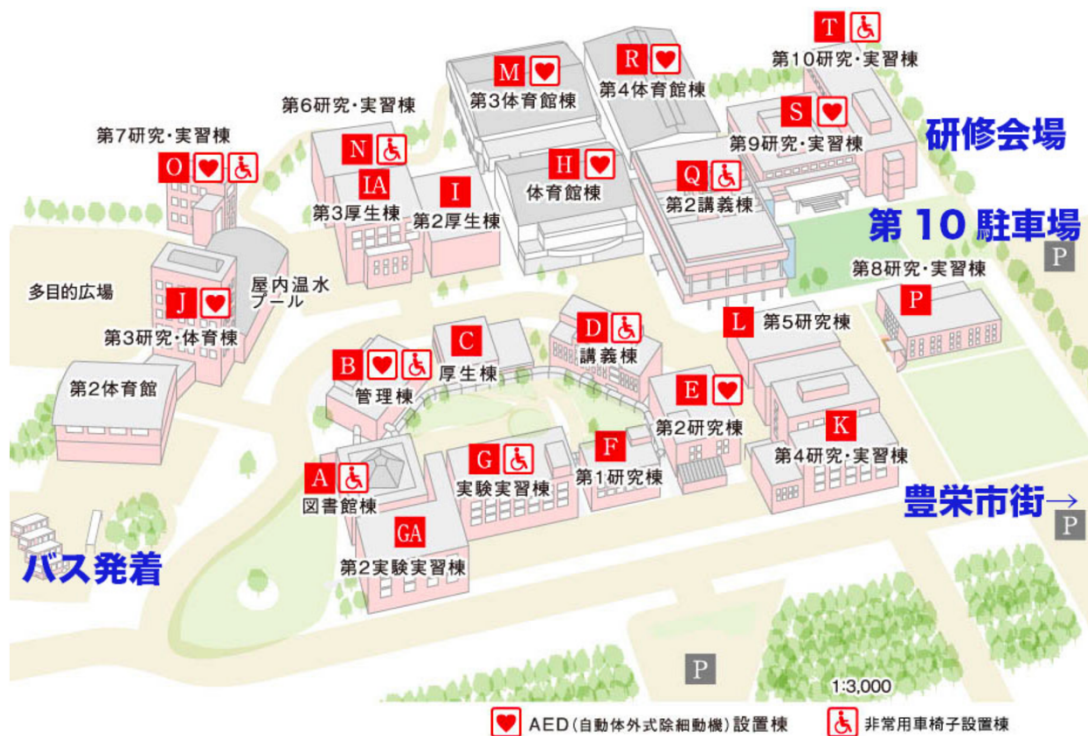 T
第10研究・実習棟
M
第3体育館棟
R
第4体育館棟
第6研究・実習棟
S
第9研究・実習棟
研修会場
第7研究・実習棟
O
N
IA
第3厚生棟
I
第2厚生棟
H
体育館棟
Q
第2講義棟
第10駐車場
P
第8研究・実習棟
P
多目的広場
屋内温水
プール
J
第3研究・体育棟
第2体育館
B
管理棟
C
厚生棟
D
講義棟
L 第5研究棟
E
第2研究棟
K
第4研究・実習棟
A
図書館棟
G
実験実習棟
F
第1研究棟
GA
第2実験実習棟
豊栄市街→
P
バス発着
P
1:3,000
AED(自動体外式除細動機)設置棟
非常用車椅子設置棟